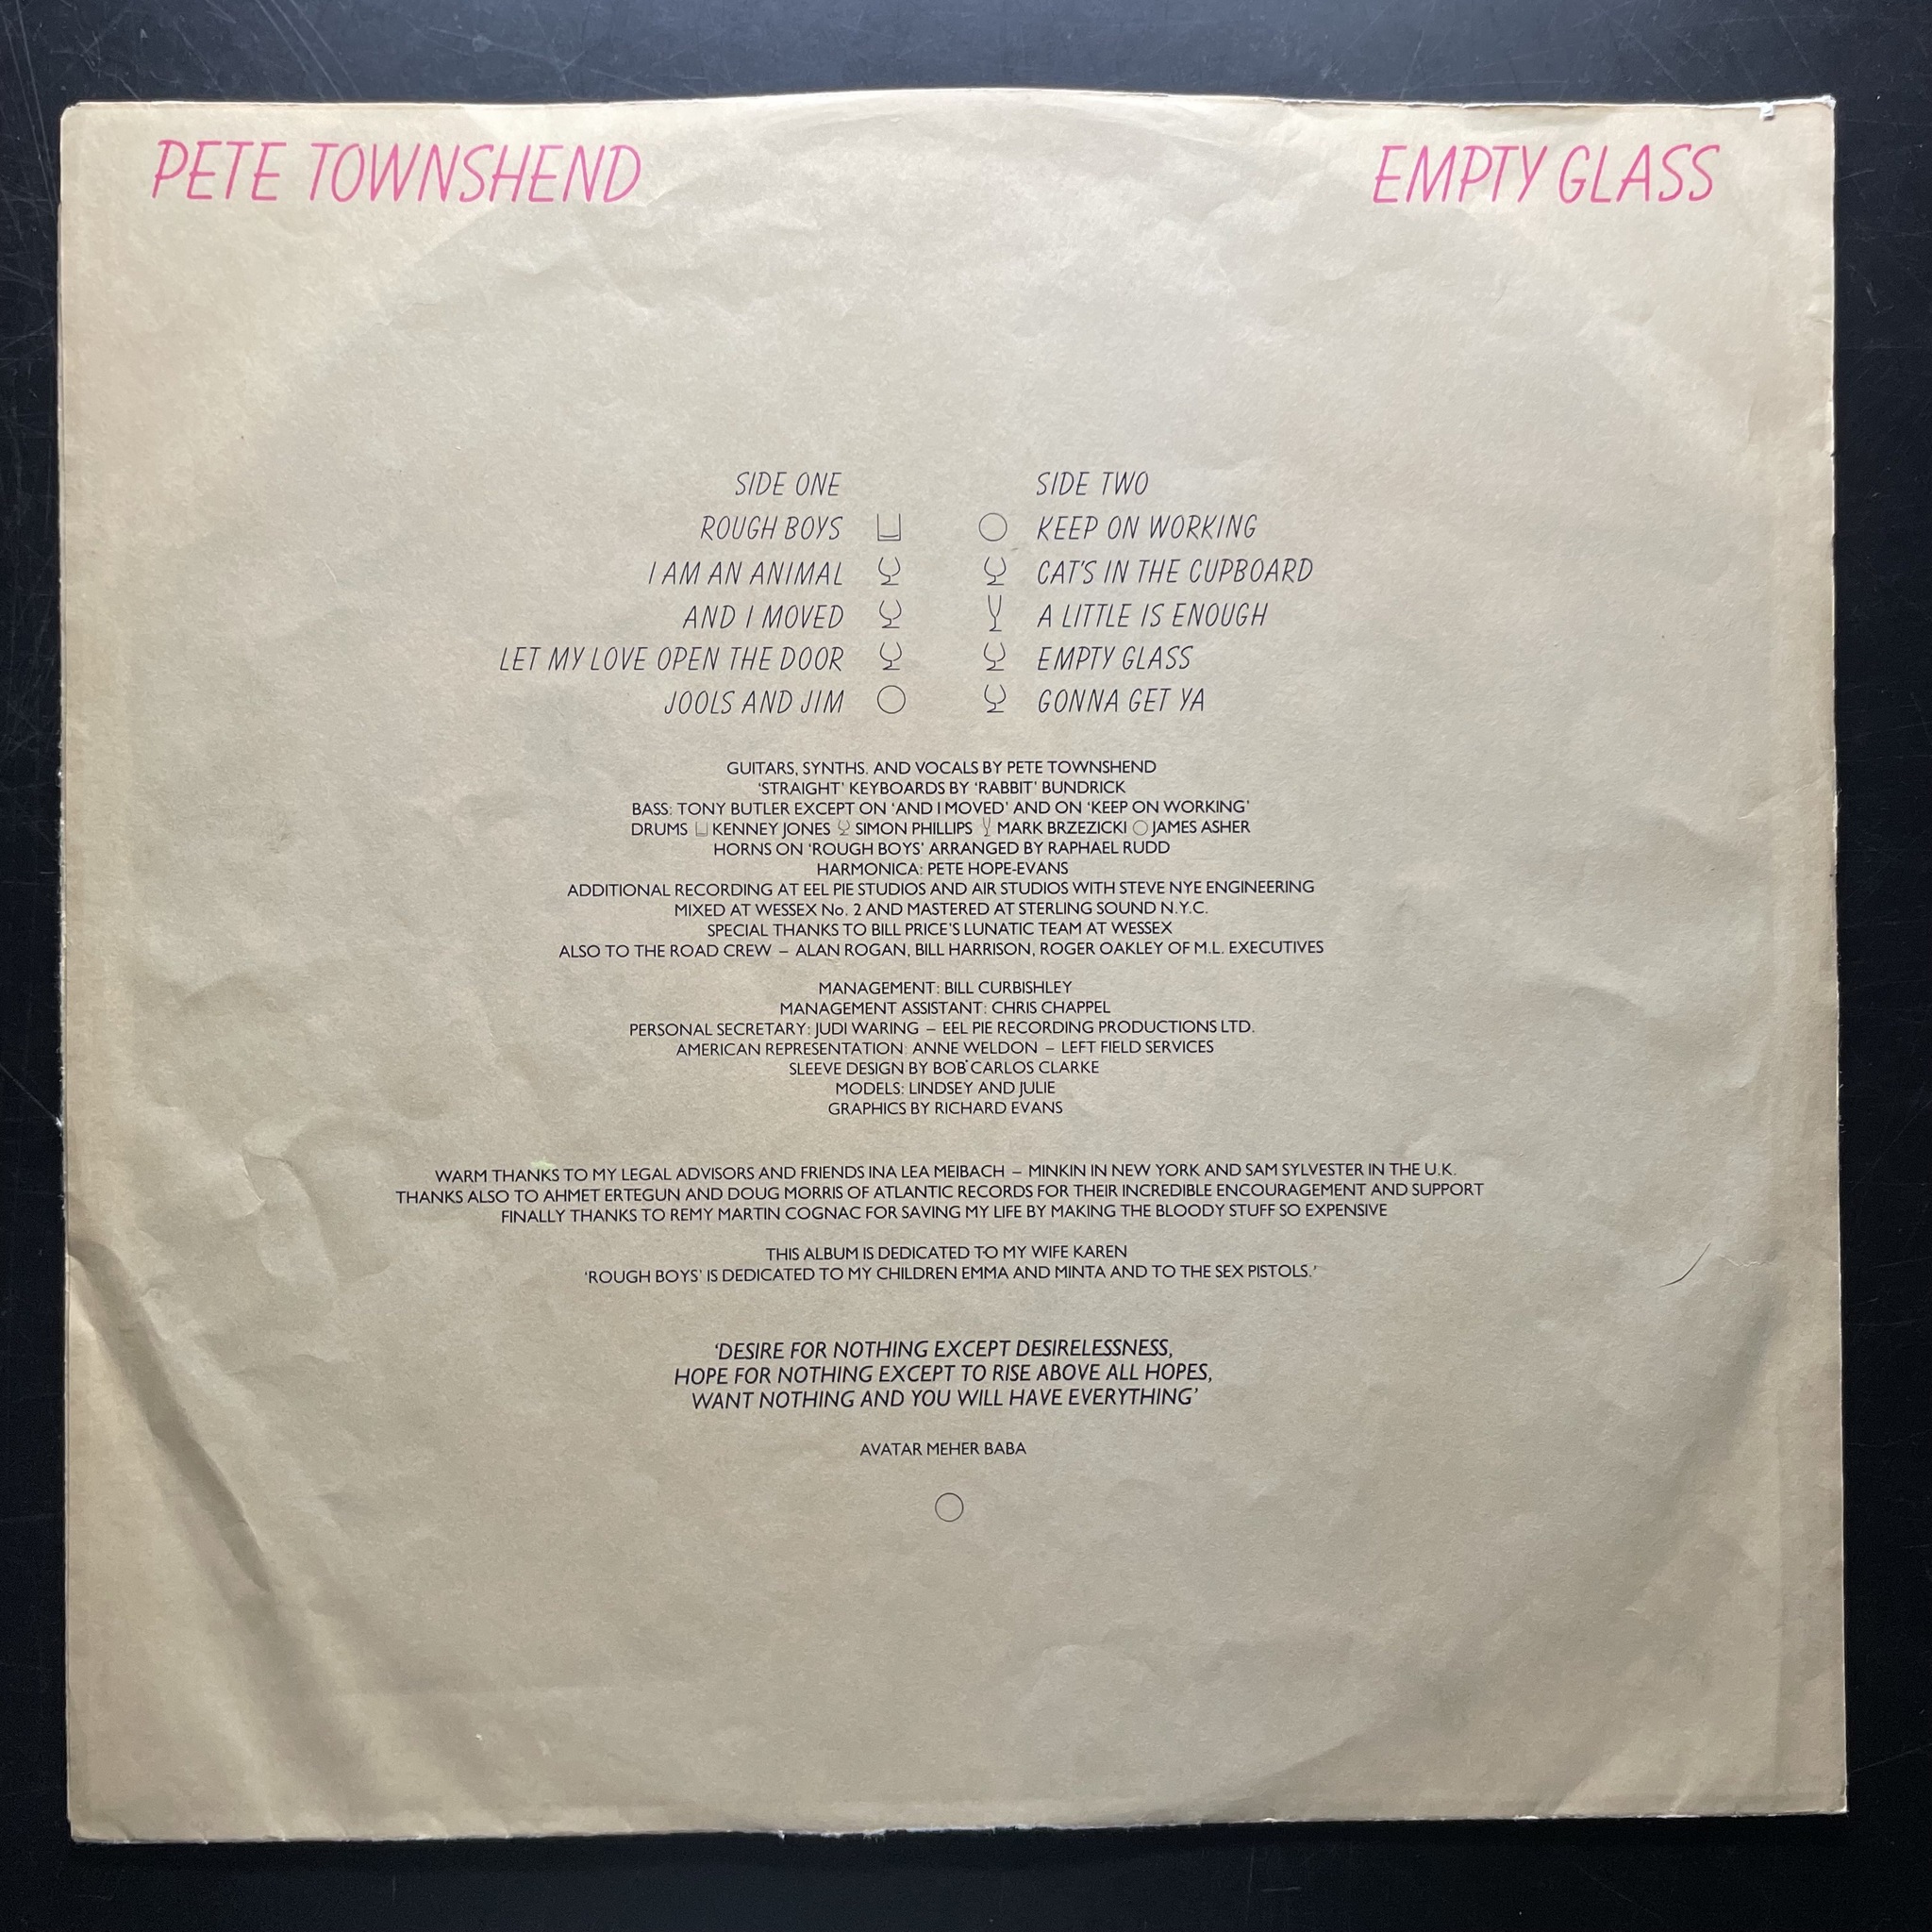 PETE TOWNSHEND
EMPTY GLASS
SIDE ONE
ROUGH BOYS
I AM AN ANIMAL
AND I MOVED
LET MY LOVE OPEN THE DOOR
JOOLS AND JIM
SIDE TWO
KEEP ON WORKING
CAT'S IN THE CUPBOARD
A LITTLE IS ENOUGH
EMPTY GLASS
GONNA GET YA
GUITARS, SYNTHS. AND VOCALS BY PETE TOWNSHEND
'STRAIGHT' KEYBOARDS BY 'RABBIT' BUNDRICK
BASS: TONY BUTLER EXCEPT ON 'AND I MOVED' AND ON 'KEEP ON WORKING'
DRUMS KENNEY JONES SIMON PHILLIPS MARK BRZEZICKI JAMES ASHER
HORNS ON 'ROUGH BOYS' ARRANGED BY RAPHAEL RUDD
HARMONICA: PETE HOPE-EVANS
ADDITIONAL RECORDING AT EEL PIE STUDIOS AND AIR STUDIOS WITH STEVE NYE ENGINEERING
MIXED AT WESSEX No. 2 AND MASTERED AT STERLING SOUND N.Y.C.
SPECIAL THANKS TO BILL PRICE'S LUNATIC TEAM AT WESSEX
ALSO TO THE ROAD CREW – ALAN ROGAN, BILL HARRISON, ROGER OAKLEY OF M.L. EXECUTIVES
MANAGEMENT: BILL CURBISHLEY
MANAGEMENT ASSISTANT: CHRIS CHAPPEL
PERSONAL SECRETARY: JUDI WARING – EEL PIE RECORDING PRODUCTIONS LTD.
AMERICAN REPRESENTATION: ANNE WELDON – LEFT FIELD SERVICES
SLEEVE DESIGN BY BOB CARLOS CLARKE
MODELS: LINDSEY AND JULIE
GRAPHICS BY RICHARD EVANS
WARM THANKS TO MY LEGAL ADVISORS AND FRIENDS INA LEA MEIBACH – MINKIN IN NEW YORK AND SAM SYLVESTER IN THE U.K.
THANKS ALSO TO AHMET ERTEGUN AND DOUG MORRIS OF ATLANTIC RECORDS FOR THEIR INCREDIBLE ENCOURAGEMENT AND SUPPORT
FINALLY THANKS TO REMY MARTIN COGNAC FOR SAVING MY LIFE BY MAKING THE BLOODY STUFF SO EXPENSIVE
THIS ALBUM IS DEDICATED TO MY WIFE KAREN
'ROUGH BOYS' IS DEDICATED TO MY CHILDREN EMMA AND MINTA AND TO THE SEX PISTOLS.'
'DESIRE FOR NOTHING EXCEPT DESIRELESSNESS,
HOPE FOR NOTHING EXCEPT TO RISE ABOVE ALL HOPES,
WANT NOTHING AND YOU WILL HAVE EVERYTHING'
AVATAR MEHER BABA